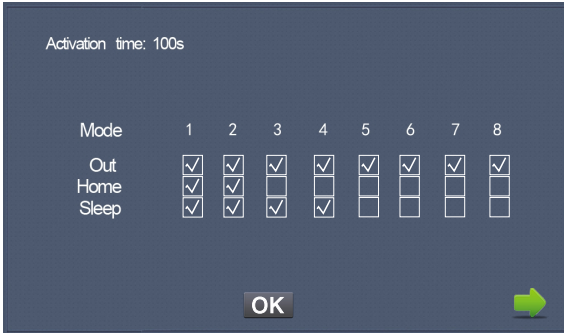 Activation time: 100s
Mode 1 2 3 4 5 6 7 8
Out
Home
Sleep
OK